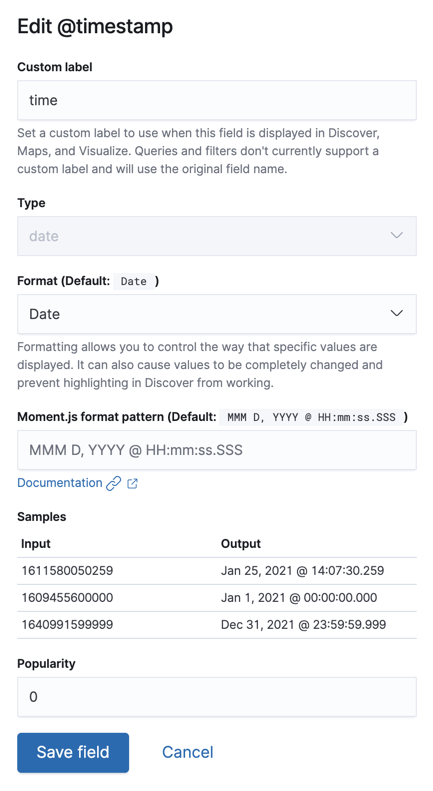 Edit @timestamp
Custom label
time
Set a custom label to use when this field is displayed in Discover,
Maps, and Visualize. Queries and filters don't currently support a
custom label and will use the original field name.
Type
date
Format (Default: Date )
Date
Formatting allows you to control the way that specific values are
displayed. It can also cause values to be completely changed and
prevent highlighting in Discover from working.
Moment.js format pattern (Default: MMM D, YYYY @ HH:mm:ss.SSS )
MMM D, YYYY @ HH:mm:ss.SSS
Documentation
Samples
Input Output
1611580050259 Jan 25, 2021 @ 14:07:30.259
1609455600000 Jan 1, 2021 @ 00:00:00.000
1640991599999 Dec 31, 2021 @ 23:59:59.999
Popularity
0
Save field Cancel